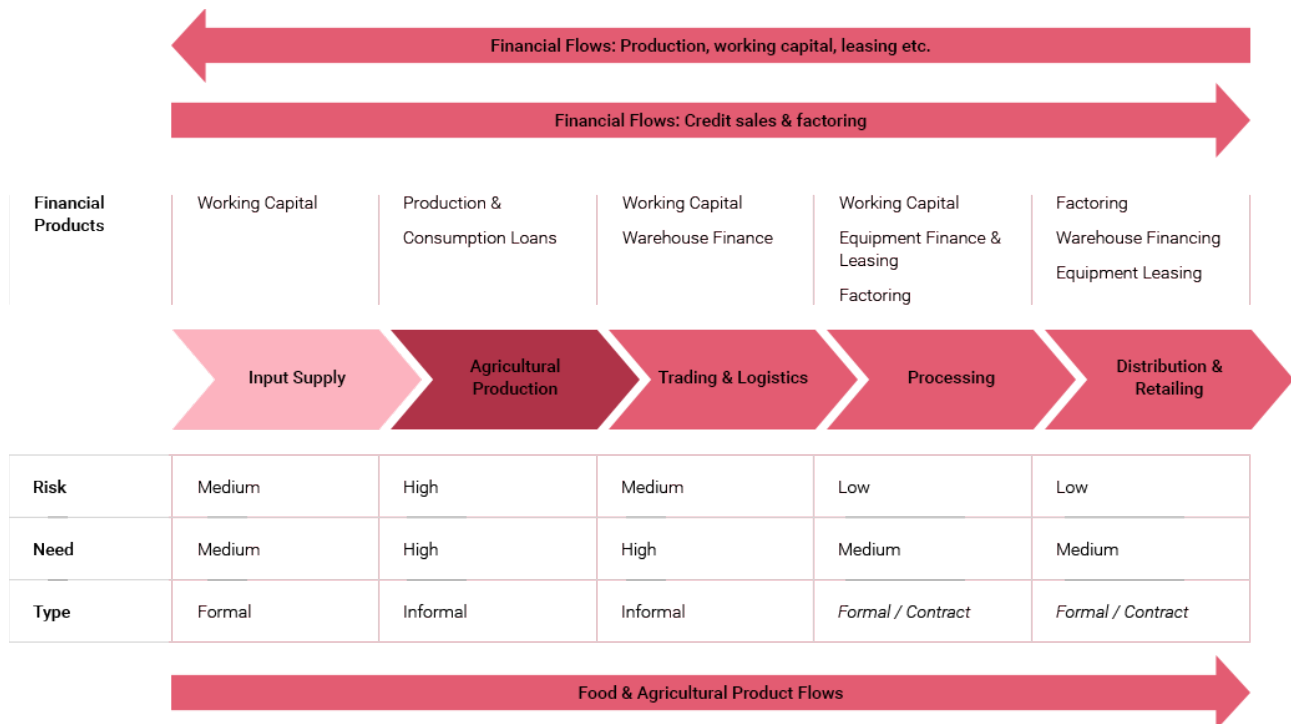 Financial Flows: Production, working capital, leasing etc.
Financial Flows: Credit sales & factoring
Financial Products
Working Capital
Production &
Consumption Loans
Working Capital
Warehouse Finance
Working Capital
Equipment Finance &
Leasing
Factoring
Factoring
Warehouse Financing
Equipment Leasing
Input Supply
Agricultural
Production
Trading & Logistics
Processing
Distribution &
Retailing
Risk
Medium
High
Medium
Low
Low
Need
Medium
High
High
Medium
Medium
Type
Formal
Informal
Informal
Formal / Contract
Formal / Contract
Food & Agricultural Product Flows